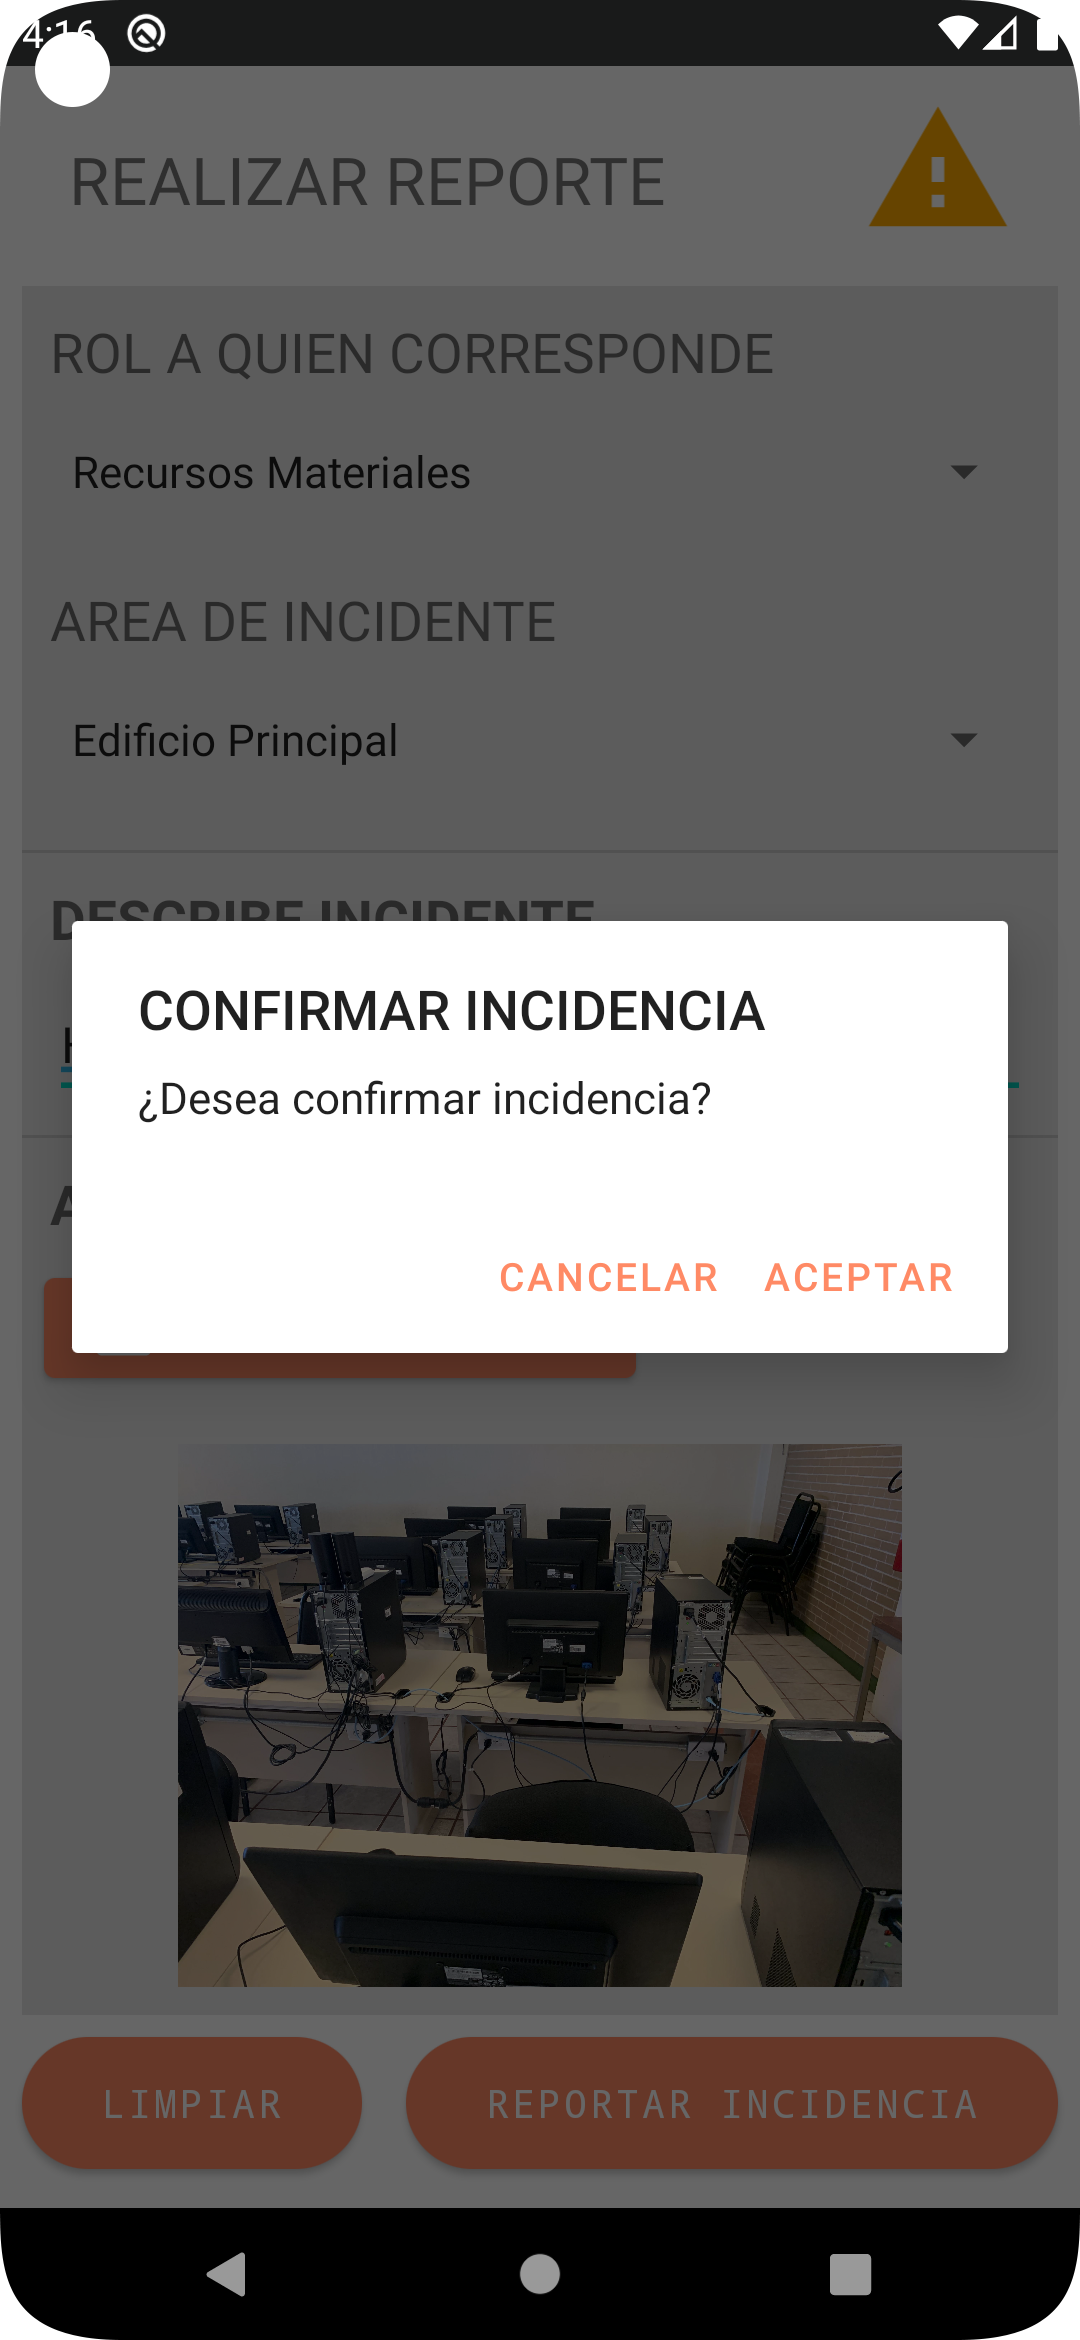 4:16
REALIZAR REPORTE
ROL A QUIEN CORRESPONDE
Recursos Materiales
AREA DE INCIDENTE
Edificio Principal
DESCRIBE INCIDENTE
CONFIRMAR INCIDENCIA
¿Desea confirmar incidencia?
CANCELAR ACEPTAR
LIMPIAR REPORTAR INCIDENCIA